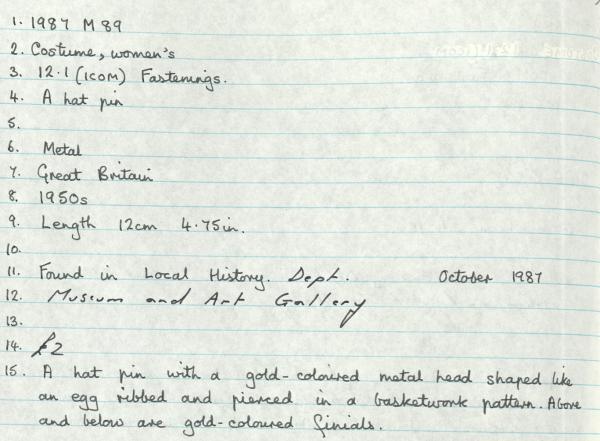 1. 1987 M 89
2. Costume, women's
3. 12.1 (ICOM) Fastenings.
4. A hat pin
5.
6. Metal
7. Great Britain
8. 1950s
9. Length 12cm 4.75in.
10.
11. Found in Local History. Dept. October 1987
12. Museum and Art Gallery
13.
14. £2
15. A hat pin with a gold-coloured metal head shaped like
an egg ribbed and pierced in a basketwork pattern. Above
and below are gold-coloured finials.